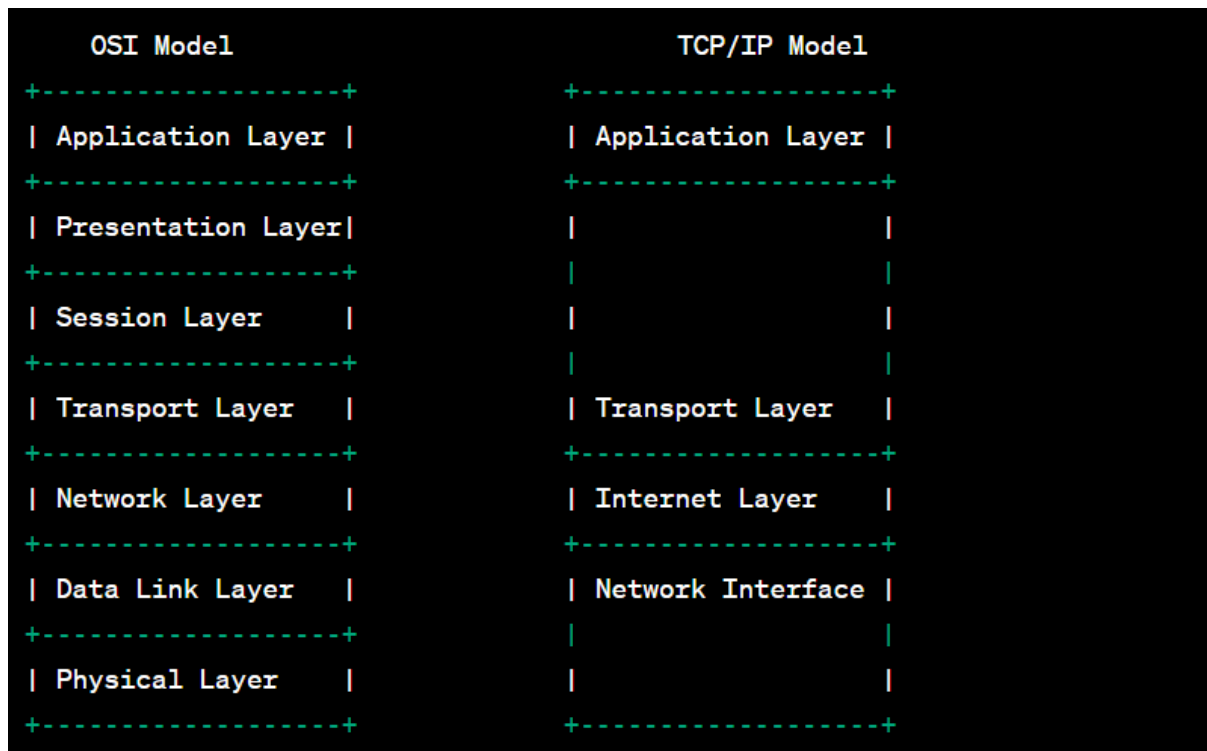 OSI Model                            TCP/IP Model
+-------------------+             +-------------------+
| Application Layer |             | Application Layer |
+-------------------+             +-------------------+
| Presentation Layer|             |                   |
+-------------------+             |                   |
| Session Layer     |             |                   |
+-------------------+             |                   |
| Transport Layer   |             | Transport Layer   |
+-------------------+             +-------------------+
| Network Layer     |             | Internet Layer    |
+-------------------+             +-------------------+
| Data Link Layer   |             | Network Interface |
+-------------------+             |                   |
| Physical Layer    |             |                   |
+-------------------+             +-------------------+